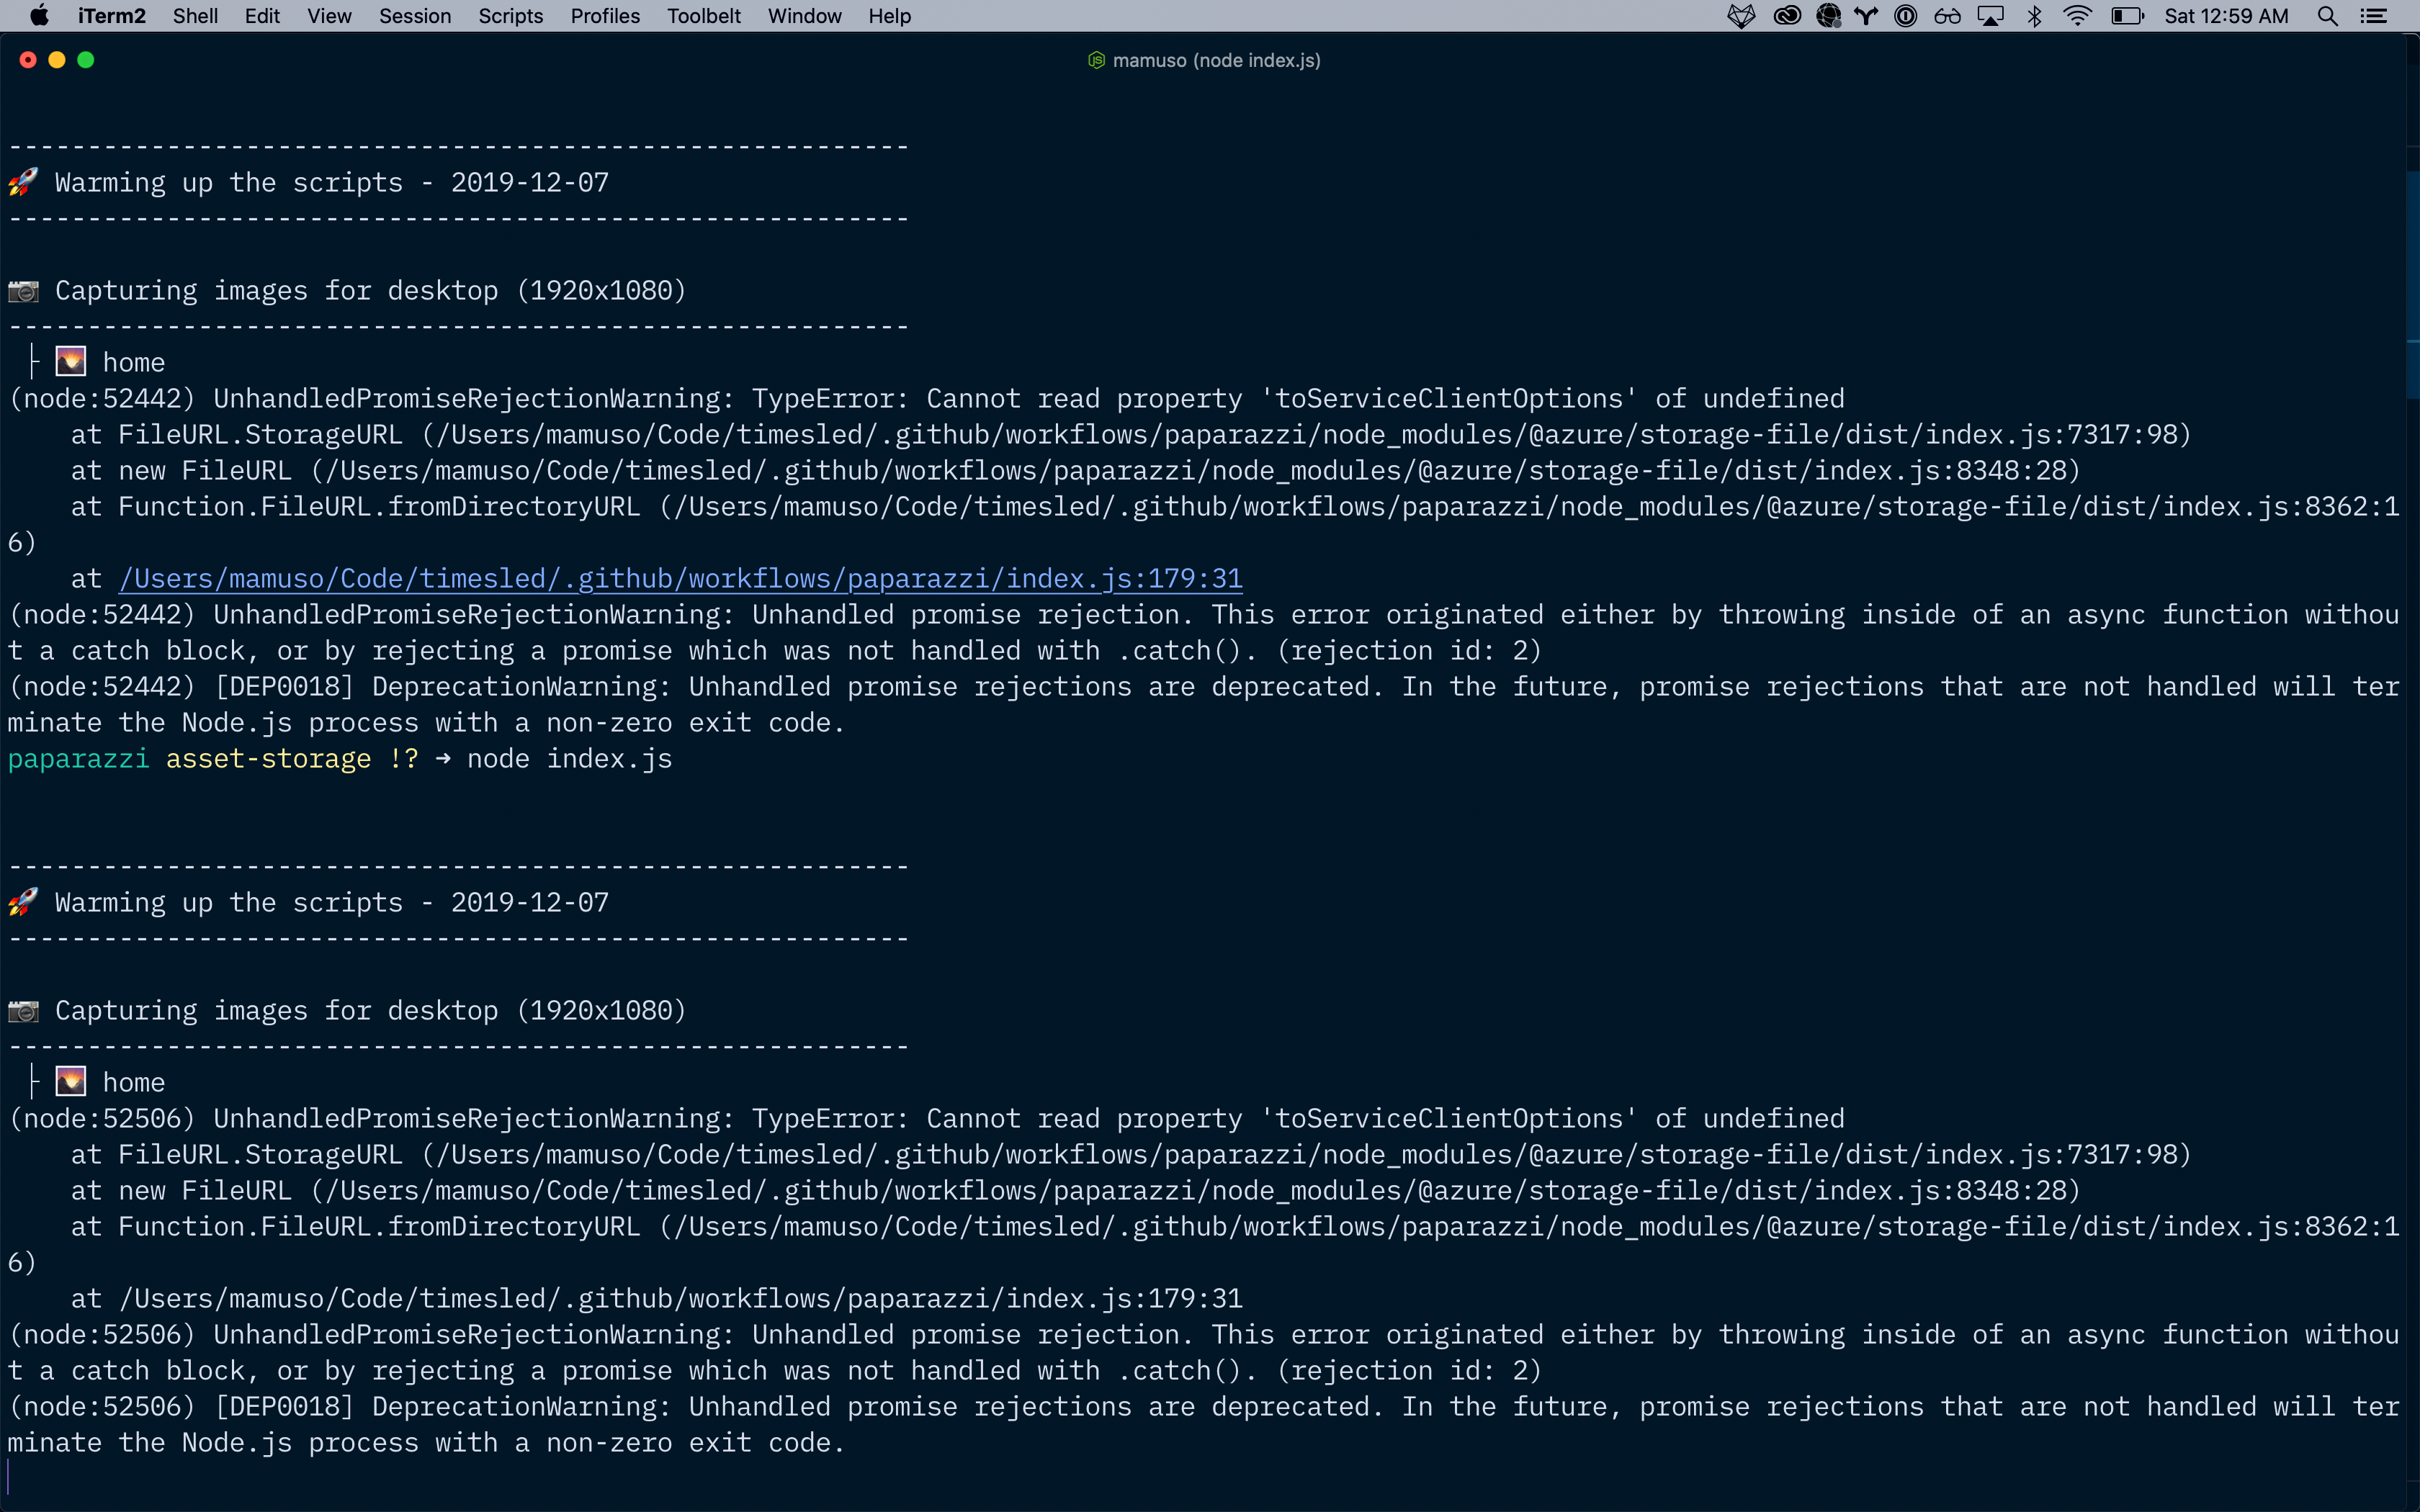 iTerm2 Shell Edit View Session Scripts Profiles Toolbelt Window Help Sat 12:59 AM
mamuso (node index.js)
---------------------------------------------------------
🚀 Warming up the scripts - 2019-12-07
---------------------------------------------------------
📷 Capturing images for desktop (1920x1080)
---------------------------------------------------------
├ 🌄 home
(node:52442) UnhandledPromiseRejectionWarning: TypeError: Cannot read property 'toServiceClientOptions' of undefined
at FileURL.StorageURL (/Users/mamuso/Code/timesled/.github/workflows/paparazzi/node_modules/@azure/storage-file/dist/index.js:7317:98)
at new FileURL (/Users/mamuso/Code/timesled/.github/workflows/paparazzi/node_modules/@azure/storage-file/dist/index.js:8348:28)
at Function.FileURL.fromDirectoryURL (/Users/mamuso/Code/timesled/.github/workflows/paparazzi/node_modules/@azure/storage-file/dist/index.js:8362:1
6)
at /Users/mamuso/Code/timesled/.github/workflows/paparazzi/index.js:179:31
(node:52442) UnhandledPromiseRejectionWarning: Unhandled promise rejection. This error originated either by throwing inside of an async function withou
t a catch block, or by rejecting a promise which was not handled with .catch(). (rejection id: 2)
(node:52442) [DEP0018] DeprecationWarning: Unhandled promise rejections are deprecated. In the future, promise rejections that are not handled will ter
minate the Node.js process with a non-zero exit code.
paparazzi asset-storage !? ➜ node index.js
---------------------------------------------------------
🚀 Warming up the scripts - 2019-12-07
---------------------------------------------------------
📷 Capturing images for desktop (1920x1080)
---------------------------------------------------------
├ 🌄 home
(node:52506) UnhandledPromiseRejectionWarning: TypeError: Cannot read property 'toServiceClientOptions' of undefined
at FileURL.StorageURL (/Users/mamuso/Code/timesled/.github/workflows/paparazzi/node_modules/@azure/storage-file/dist/index.js:7317:98)
at new FileURL (/Users/mamuso/Code/timesled/.github/workflows/paparazzi/node_modules/@azure/storage-file/dist/index.js:8348:28)
at Function.FileURL.fromDirectoryURL (/Users/mamuso/Code/timesled/.github/workflows/paparazzi/node_modules/@azure/storage-file/dist/index.js:8362:1
6)
at /Users/mamuso/Code/timesled/.github/workflows/paparazzi/index.js:179:31
(node:52506) UnhandledPromiseRejectionWarning: Unhandled promise rejection. This error originated either by throwing inside of an async function withou
t a catch block, or by rejecting a promise which was not handled with .catch(). (rejection id: 2)
(node:52506) [DEP0018] DeprecationWarning: Unhandled promise rejections are deprecated. In the future, promise rejections that are not handled will ter
minate the Node.js process with a non-zero exit code.